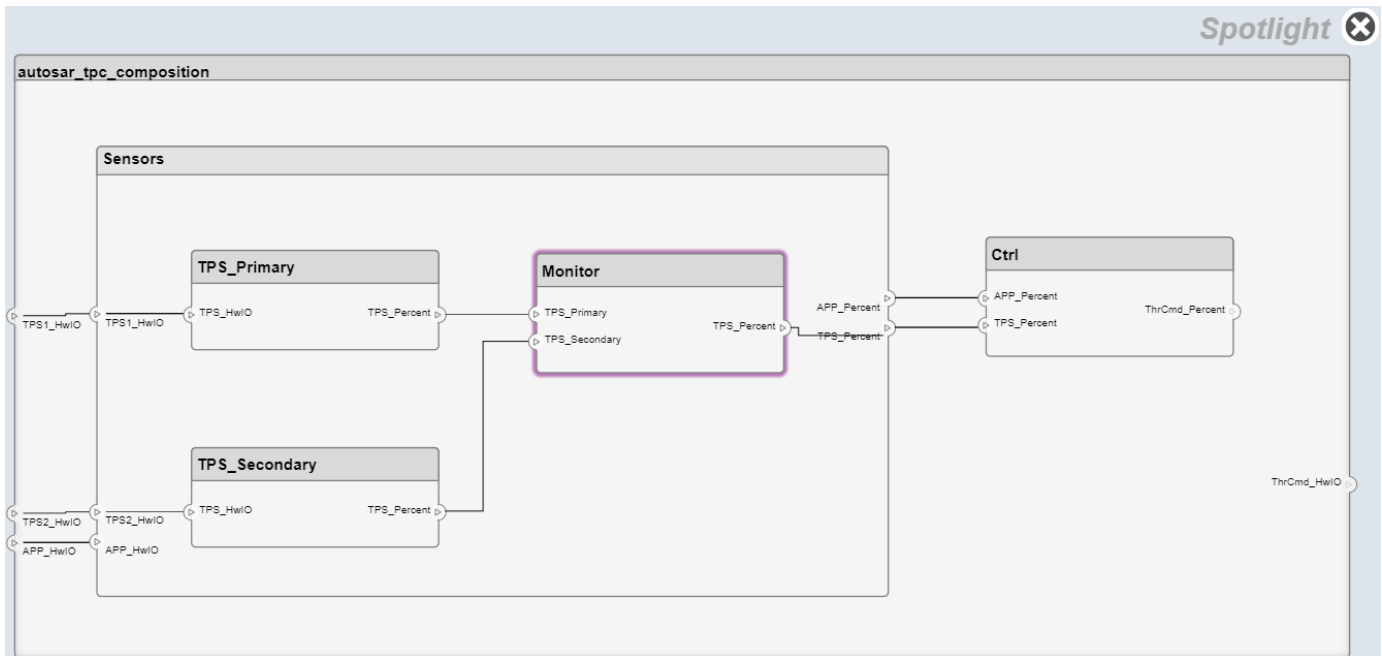 Spotlight
autosar_tpc_composition
Sensors
TPS_Primary
TPS_HwIO
TPS_Percent
Monitor
TPS_Primary
TPS_Secondary
TPS_Percent
APP_Percent
TPS_Percent
Ctrl
APP_Percent
TPS_Percent
ThrCmd_Percent
TPS1_HwIO
TPS1_HwIO
TPS_Secondary
TPS_HwIO
TPS_Percent
TPS2_HwIO
TPS2_HwIO
APP_HwIO
APP_HwIO
ThrCmd_HwIO